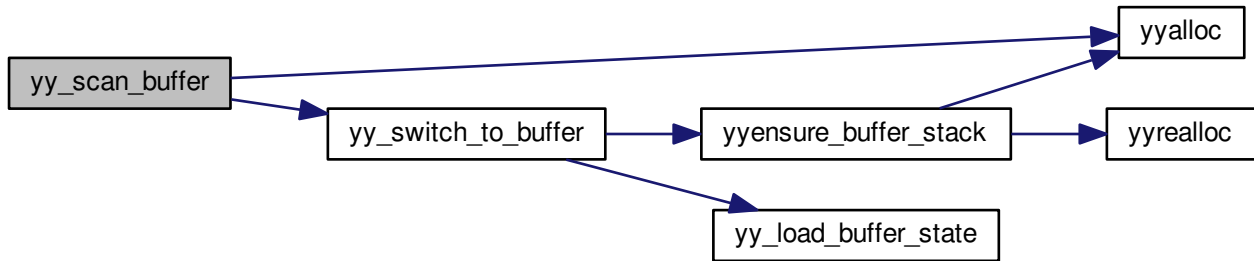 yy_scan_buffer
yyalloc
yy_switch_to_buffer
yyensure_buffer_stack
yyrealloc
yy_load_buffer_state